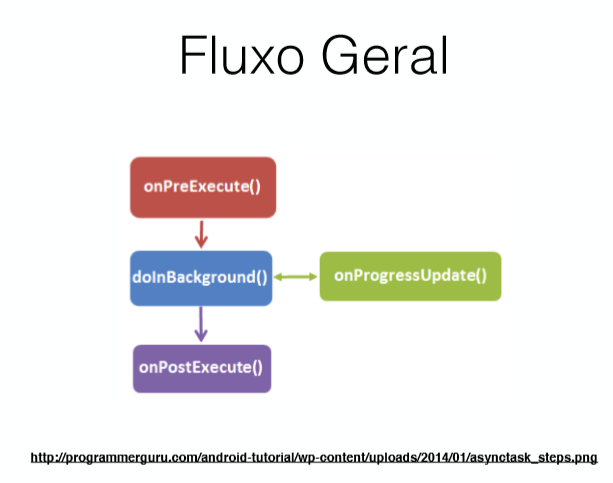 Fluxo Geral
onPreExecute()
doInBackground()
onProgressUpdate()
onPostExecute()
http://programmerguru.com/android-tutorial/wp-content/uploads/2014/01/asynctask_steps.png